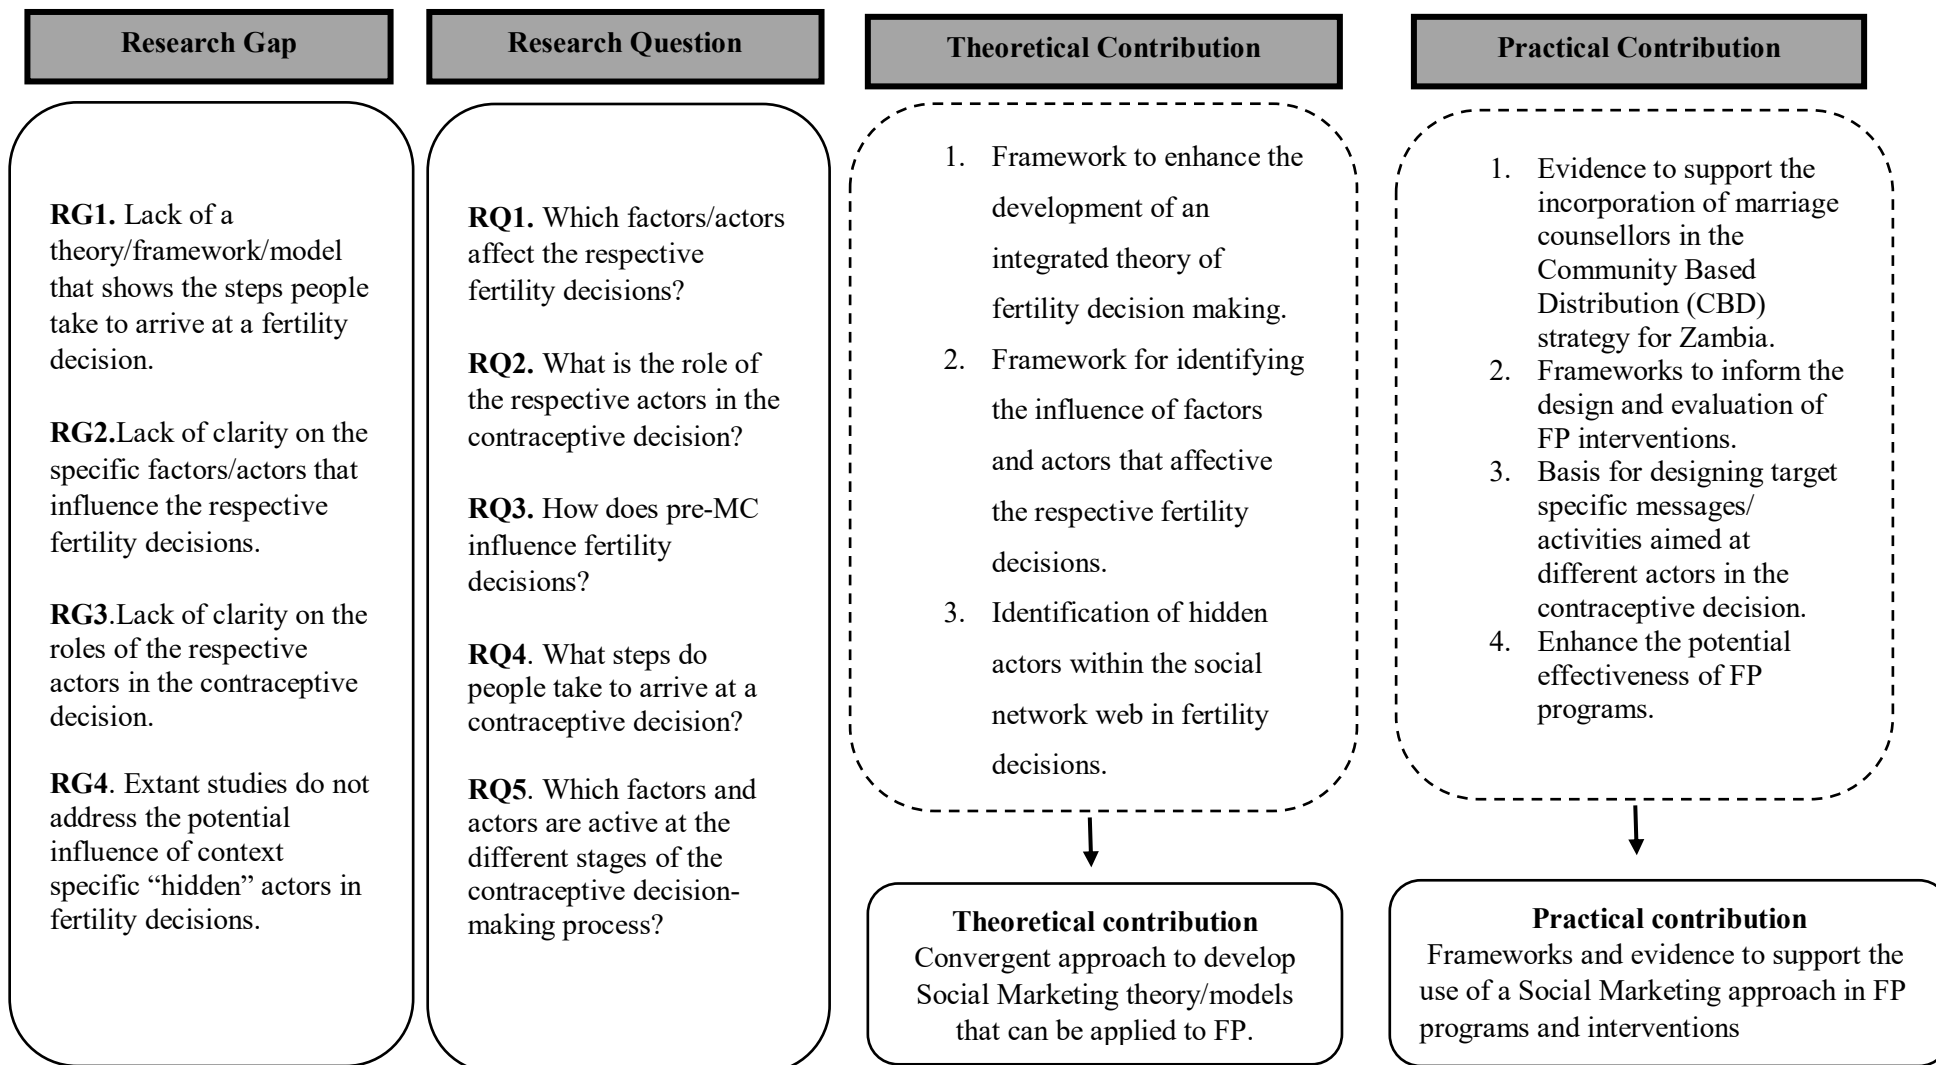 Research Gap
RG1. Lack of a
theory/framework/model
that shows the steps people
take to arrive at a fertility
decision.
RG2.Lack of clarity on the
specific factors/actors that
influence the respective
fertility decisions.
RG3.Lack of clarity on the
roles of the respective
actors in the contraceptive
decision.
RG4. Extant studies do not
address the potential
influence of context
specific “hidden” actors in
fertility decisions.
Research Question
RQ1. Which factors/actors
affect the respective
fertility decisions?
RQ2. What is the role of
the respective actors in the
contraceptive decision?
RQ3. How does pre-MC
influence fertility
decisions?
RQ4. What steps do
people take to arrive at a
contraceptive decision?
RQ5. Which factors and
actors are active at the
different stages of the
contraceptive decision-
making process?
Theoretical Contribution
1. Framework to enhance the
development of an
integrated theory of
fertility decision making.
2. Framework for identifying
the influence of factors
and actors that affective
the respective fertility
decisions.
3. Identification of hidden
actors within the social
network web in fertility
decisions.
Theoretical contribution
Convergent approach to develop
Social Marketing theory/models
that can be applied to FP.
Practical Contribution
1. Evidence to support the
incorporation of marriage
counsellors in the
Community Based
Distribution (CBD)
strategy for Zambia.
2. Frameworks to inform the
design and evaluation of
FP interventions.
3. Basis for designing target
specific messages/
activities aimed at
different actors in the
contraceptive decision.
4. Enhance the potential
effectiveness of FP
programs.
Practical contribution
Frameworks and evidence to support the
use of a Social Marketing approach in FP
programs and interventions